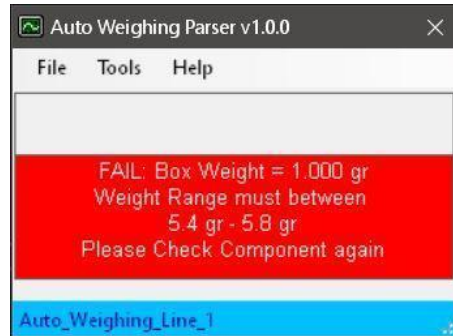 Auto Weighing Parser v1.0.0
File Tools Help
FAIL: Box Weight = 1.000 gr
Weight Range must between
5.4 gr - 5.8 gr
Please Check Component again
Auto_Weighing_Line_1